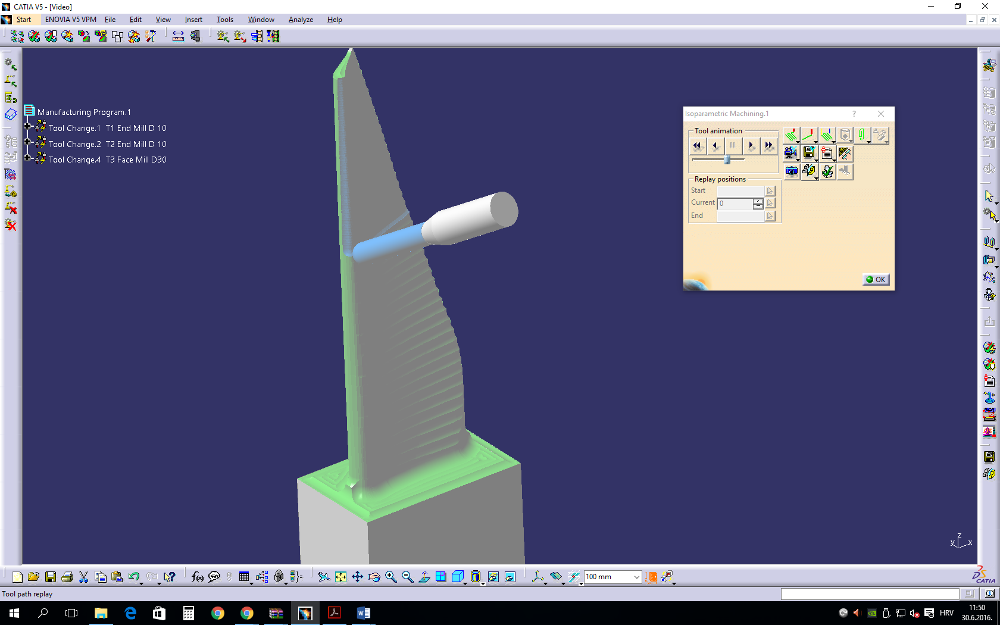 CATIA V5 - [Video]
Start ENOVIA V5 VPM File Edit View Insert Tools Window Analyze Help
Manufacturing Program.1
Tool Change.1 T1 End Mill D 10
Tool Change.2 T2 End Mill D 10
Tool Change.4 T3 Face Mill D30
Isoparametric Machining.1
?
Tool animation
Replay positions
Start
Current 0
End
OK
z
y x
f(x)
100 mm
CATIA
Tool path replay
HRV
11:50
30.6.2016.